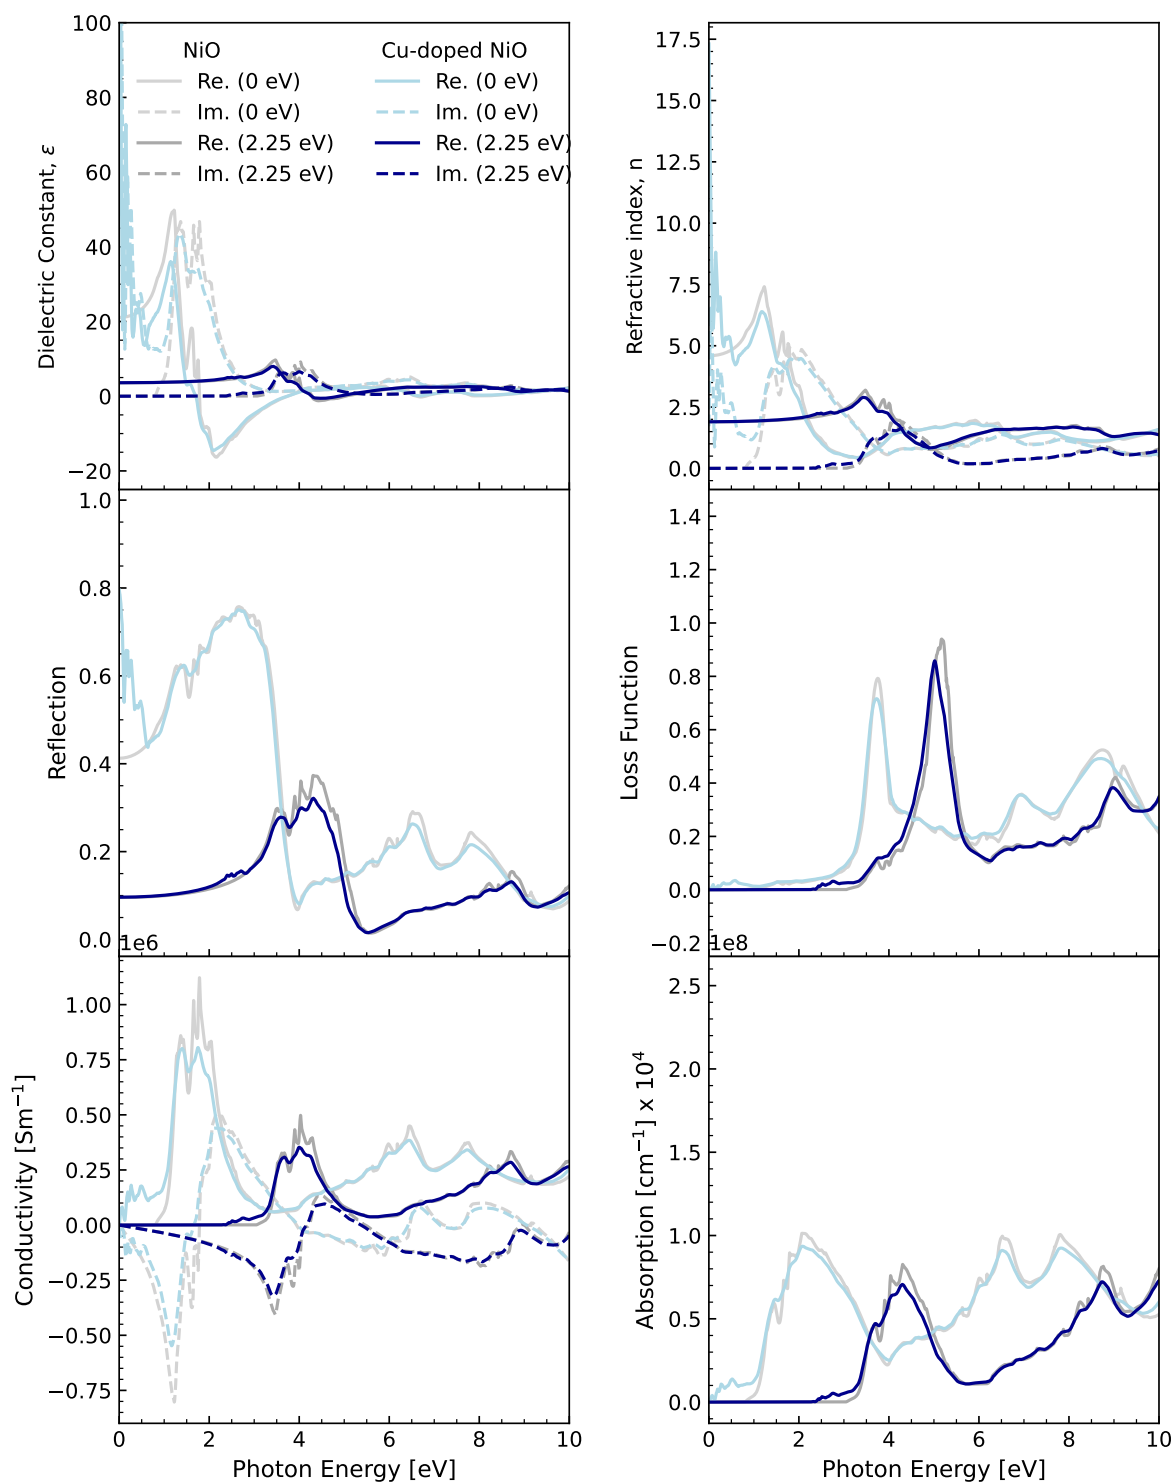 NiO Cu-doped NiO
Re. (0 eV) Re. (0 eV)
Im. (0 eV) Im. (0 eV)
Re. (2.25 eV) Re. (2.25 eV)
Im. (2.25 eV) Im. (2.25 eV)
Dielectric Constant, ε
100
80
60
40
20
0
−20
Refractive index, n
17.5
15.0
12.5
10.0
7.5
5.0
2.5
0.0
Reflection
1.0
0.8
0.6
0.4
0.2
0.0
Loss Function
1.4
1.2
1.0
0.8
0.6
0.4
0.2
0.0
−0.2
1e6
Conductivity [Sm⁻¹]
1.00
0.75
0.50
0.25
0.00
−0.25
−0.50
−0.75
0 2 4 6 8 10
Photon Energy [eV]
1e8
Absorption [cm⁻¹] x 10⁴
2.5
2.0
1.5
1.0
0.5
0.0
0 2 4 6 8 10
Photon Energy [eV]